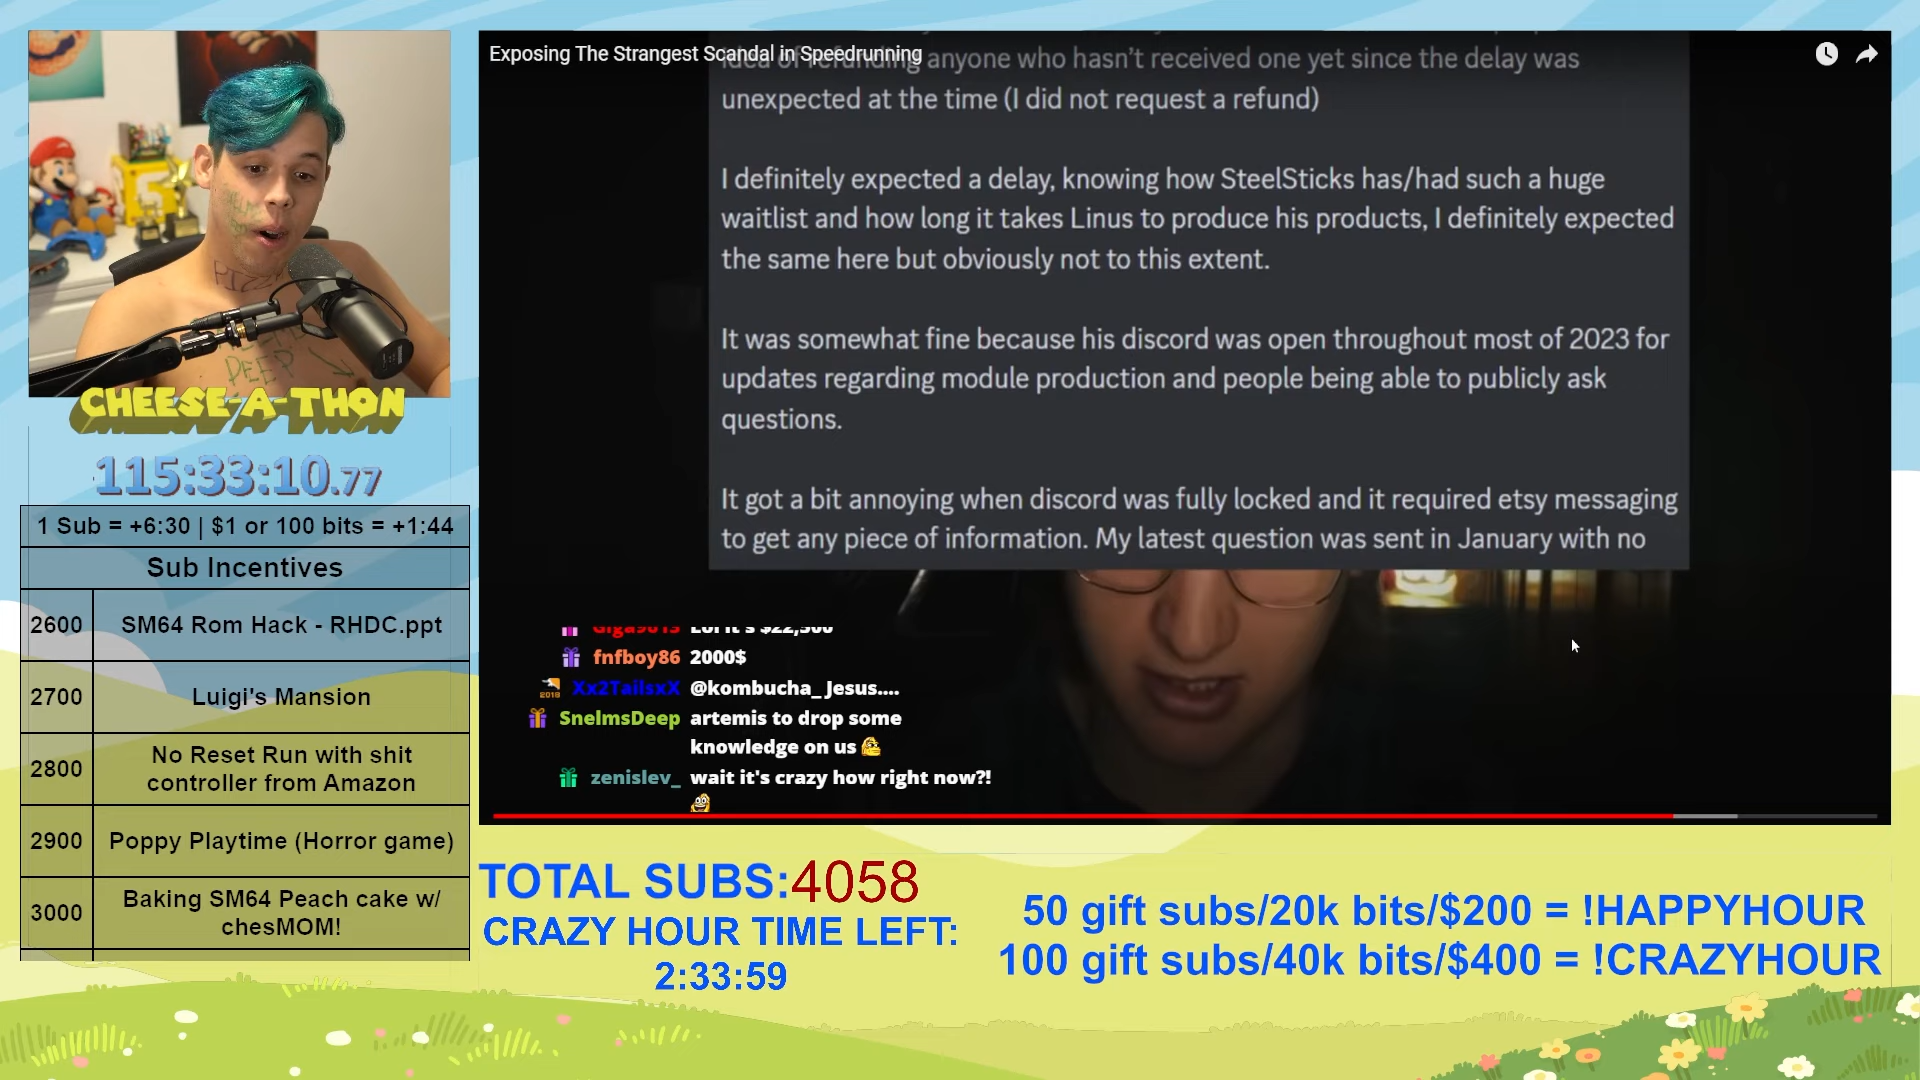 Exposing The Strangest Scandal in Speedrunning
anyone who hasn't received one yet since the delay was
unexpected at the time (I did not request a refund)
I definitely expected a delay, knowing how SteelSticks has/had such a huge
waitlist and how long it takes Linus to produce his products, I definitely expected
the same here but obviously not to this extent.
It was somewhat fine because his discord was open throughout most of 2023 for
updates regarding module production and people being able to publicly ask
questions.
It got a bit annoying when discord was fully locked and it required etsy messaging
to get any piece of information. My latest question was sent in January with no
fnfboy86 2000$
Xx2TailsxX @kombucha_Jesus....
SnelmsDeep artemis to drop some
knowledge on us
zenislev_ wait it's crazy how right now?!
DEEP
CHEESE-A-THON
115:33:10.77
1 Sub = +6:30 | $1 or 100 bits = +1:44
Sub Incentives
2600 SM64 Rom Hack - RHDC.ppt
2700 Luigi's Mansion
2800 No Reset Run with shit
controller from Amazon
2900 Poppy Playtime (Horror game)
3000 Baking SM64 Peach cake w/
chesMOM!
TOTAL SUBS:4058
CRAZY HOUR TIME LEFT:
2:33:59
50 gift subs/20k bits/$200 = !HAPPYHOUR
100 gift subs/40k bits/$400 = !CRAZYHOUR